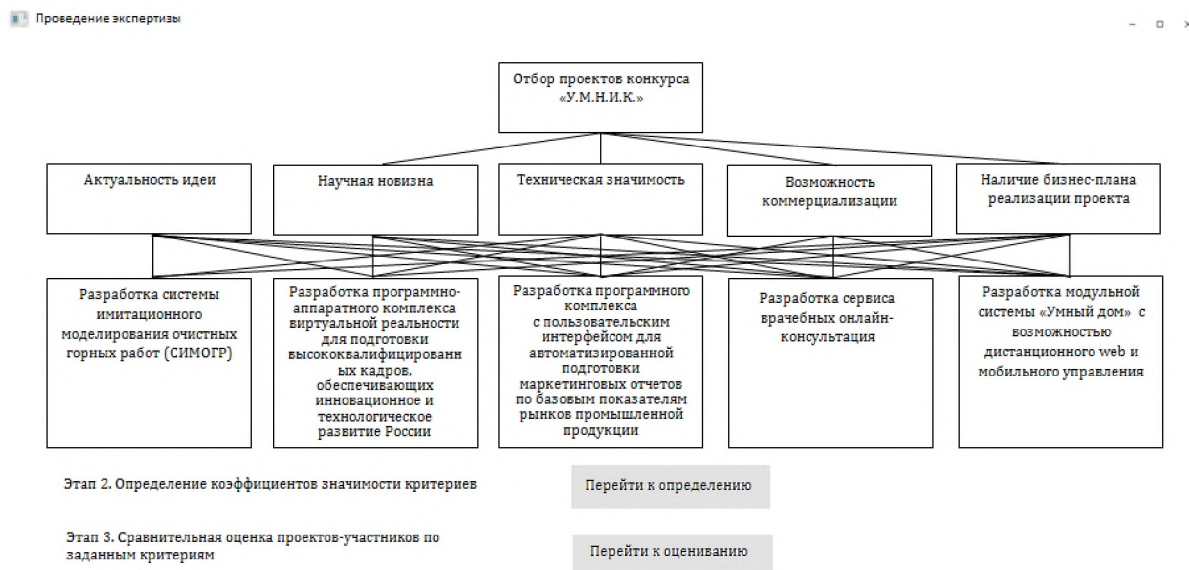 Проведение экспертизы
Отбор проектов конкурса
«У.М.Н.И.К.»
Актуальность идеи
Научная новизна
Техническая значимость
Возможность
коммерциализации
Наличие бизнес-плана
реализации проекта
Разработка системы
имитационного
моделирования очистных
горных работ (СИМОГР)
Разработка программно-
аппаратного комплекса
виртуальной реальности
для подготовки
высококвалифицированн
ых кадров,
обеспечивающих
инновационное и
технологическое
развитие России
Разработка программного
комплекса
с пользовательским
интерфейсом для
автоматизированной
подготовки
маркетинговых отчетов
по базовым показателям
рынков промышленной
продукции
Разработка сервиса
врачебных онлайн-
консультация
Разработка модульной
системы «Умный дом» с
возможностью
дистанционного web и
мобильного управления
Этап 2. Определение коэффициентов значимости критериев
Перейти к определению
Этап 3. Сравнительная оценка проектов-участников по
заданным критериям
Перейти к оцениванию